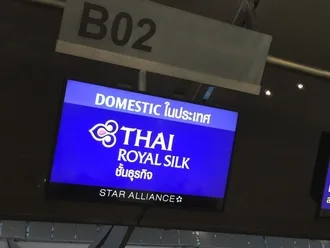 B02
DOMESTIC ในประเทศ
THAI
ROYAL SILK
ชั้นธุรกิจ
STAR ALLIANCE